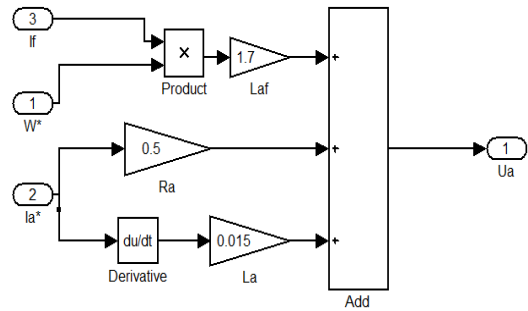 3
If
×
Product
1.7
Laf
+
1
W*
0.5
Ra
+
1
Ua
2
Ia*
du/dt
Derivative
0.015
La
+
Add